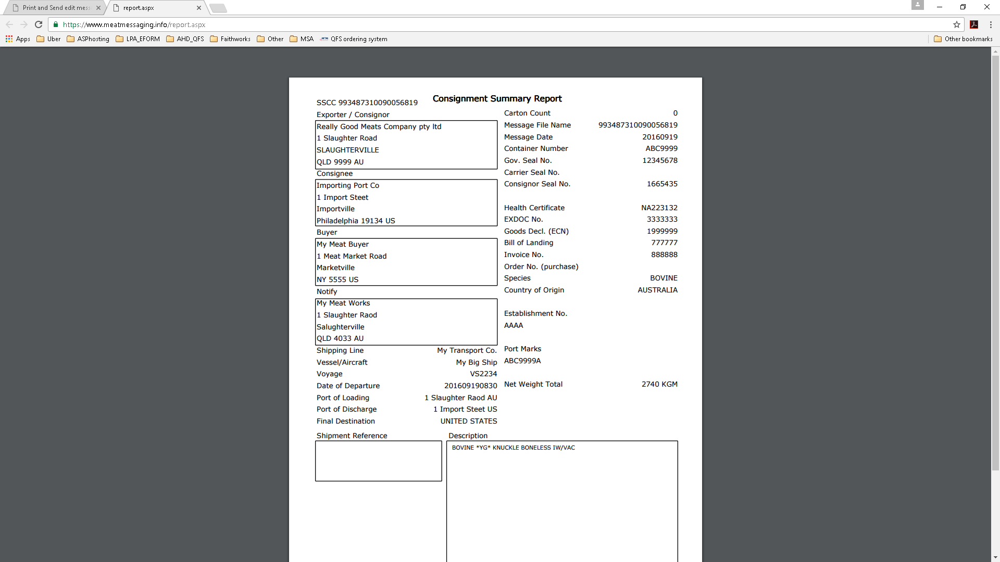 Print and Send edit mess
report.aspx
https://www.meatmessaging.info/report.aspx
Apps Uber ASPhosting LPA_EFORM AHD_QFS Faithworks Other MSA QFS ordering system Other bookmarks
Consignment Summary Report
SSCC 993487310090056819
Exporter / Consignor
Really Good Meats Company pty ltd
1 Slaughter Road
SLAUGHTERVILLE
QLD 9999 AU
Consignee
Importing Port Co
1 Import Steet
Importville
Philadelphia 19134 US
Buyer
My Meat Buyer
1 Meat Market Road
Marketville
NY 5555 US
Notify
My Meat Works
1 Slaughter Raod
Salughterville
QLD 4033 AU
Shipping Line My Transport Co.
Vessel/Aircraft My Big Ship
Voyage VS2234
Date of Departure 201609190830
Port of Loading 1 Slaughter Raod AU
Port of Discharge 1 Import Steet US
Final Destination UNITED STATES
Carton Count 0
Message File Name 993487310090056819
Message Date 20160919
Container Number ABC9999
Gov. Seal No. 12345678
Carrier Seal No.
Consignor Seal No. 1665435
Health Certificate NA223132
EXDOC No. 3333333
Goods Decl. (ECN) 1999999
Bill of Landing 777777
Invoice No. 888888
Order No. (purchase)
Species BOVINE
Country of Origin AUSTRALIA
Establishment No.
AAAA
Port Marks
ABC9999A
Net Weight Total 2740 KGM
Shipment Reference
Description
BOVINE *YG* KNUCKLE BONELESS IW/VAC